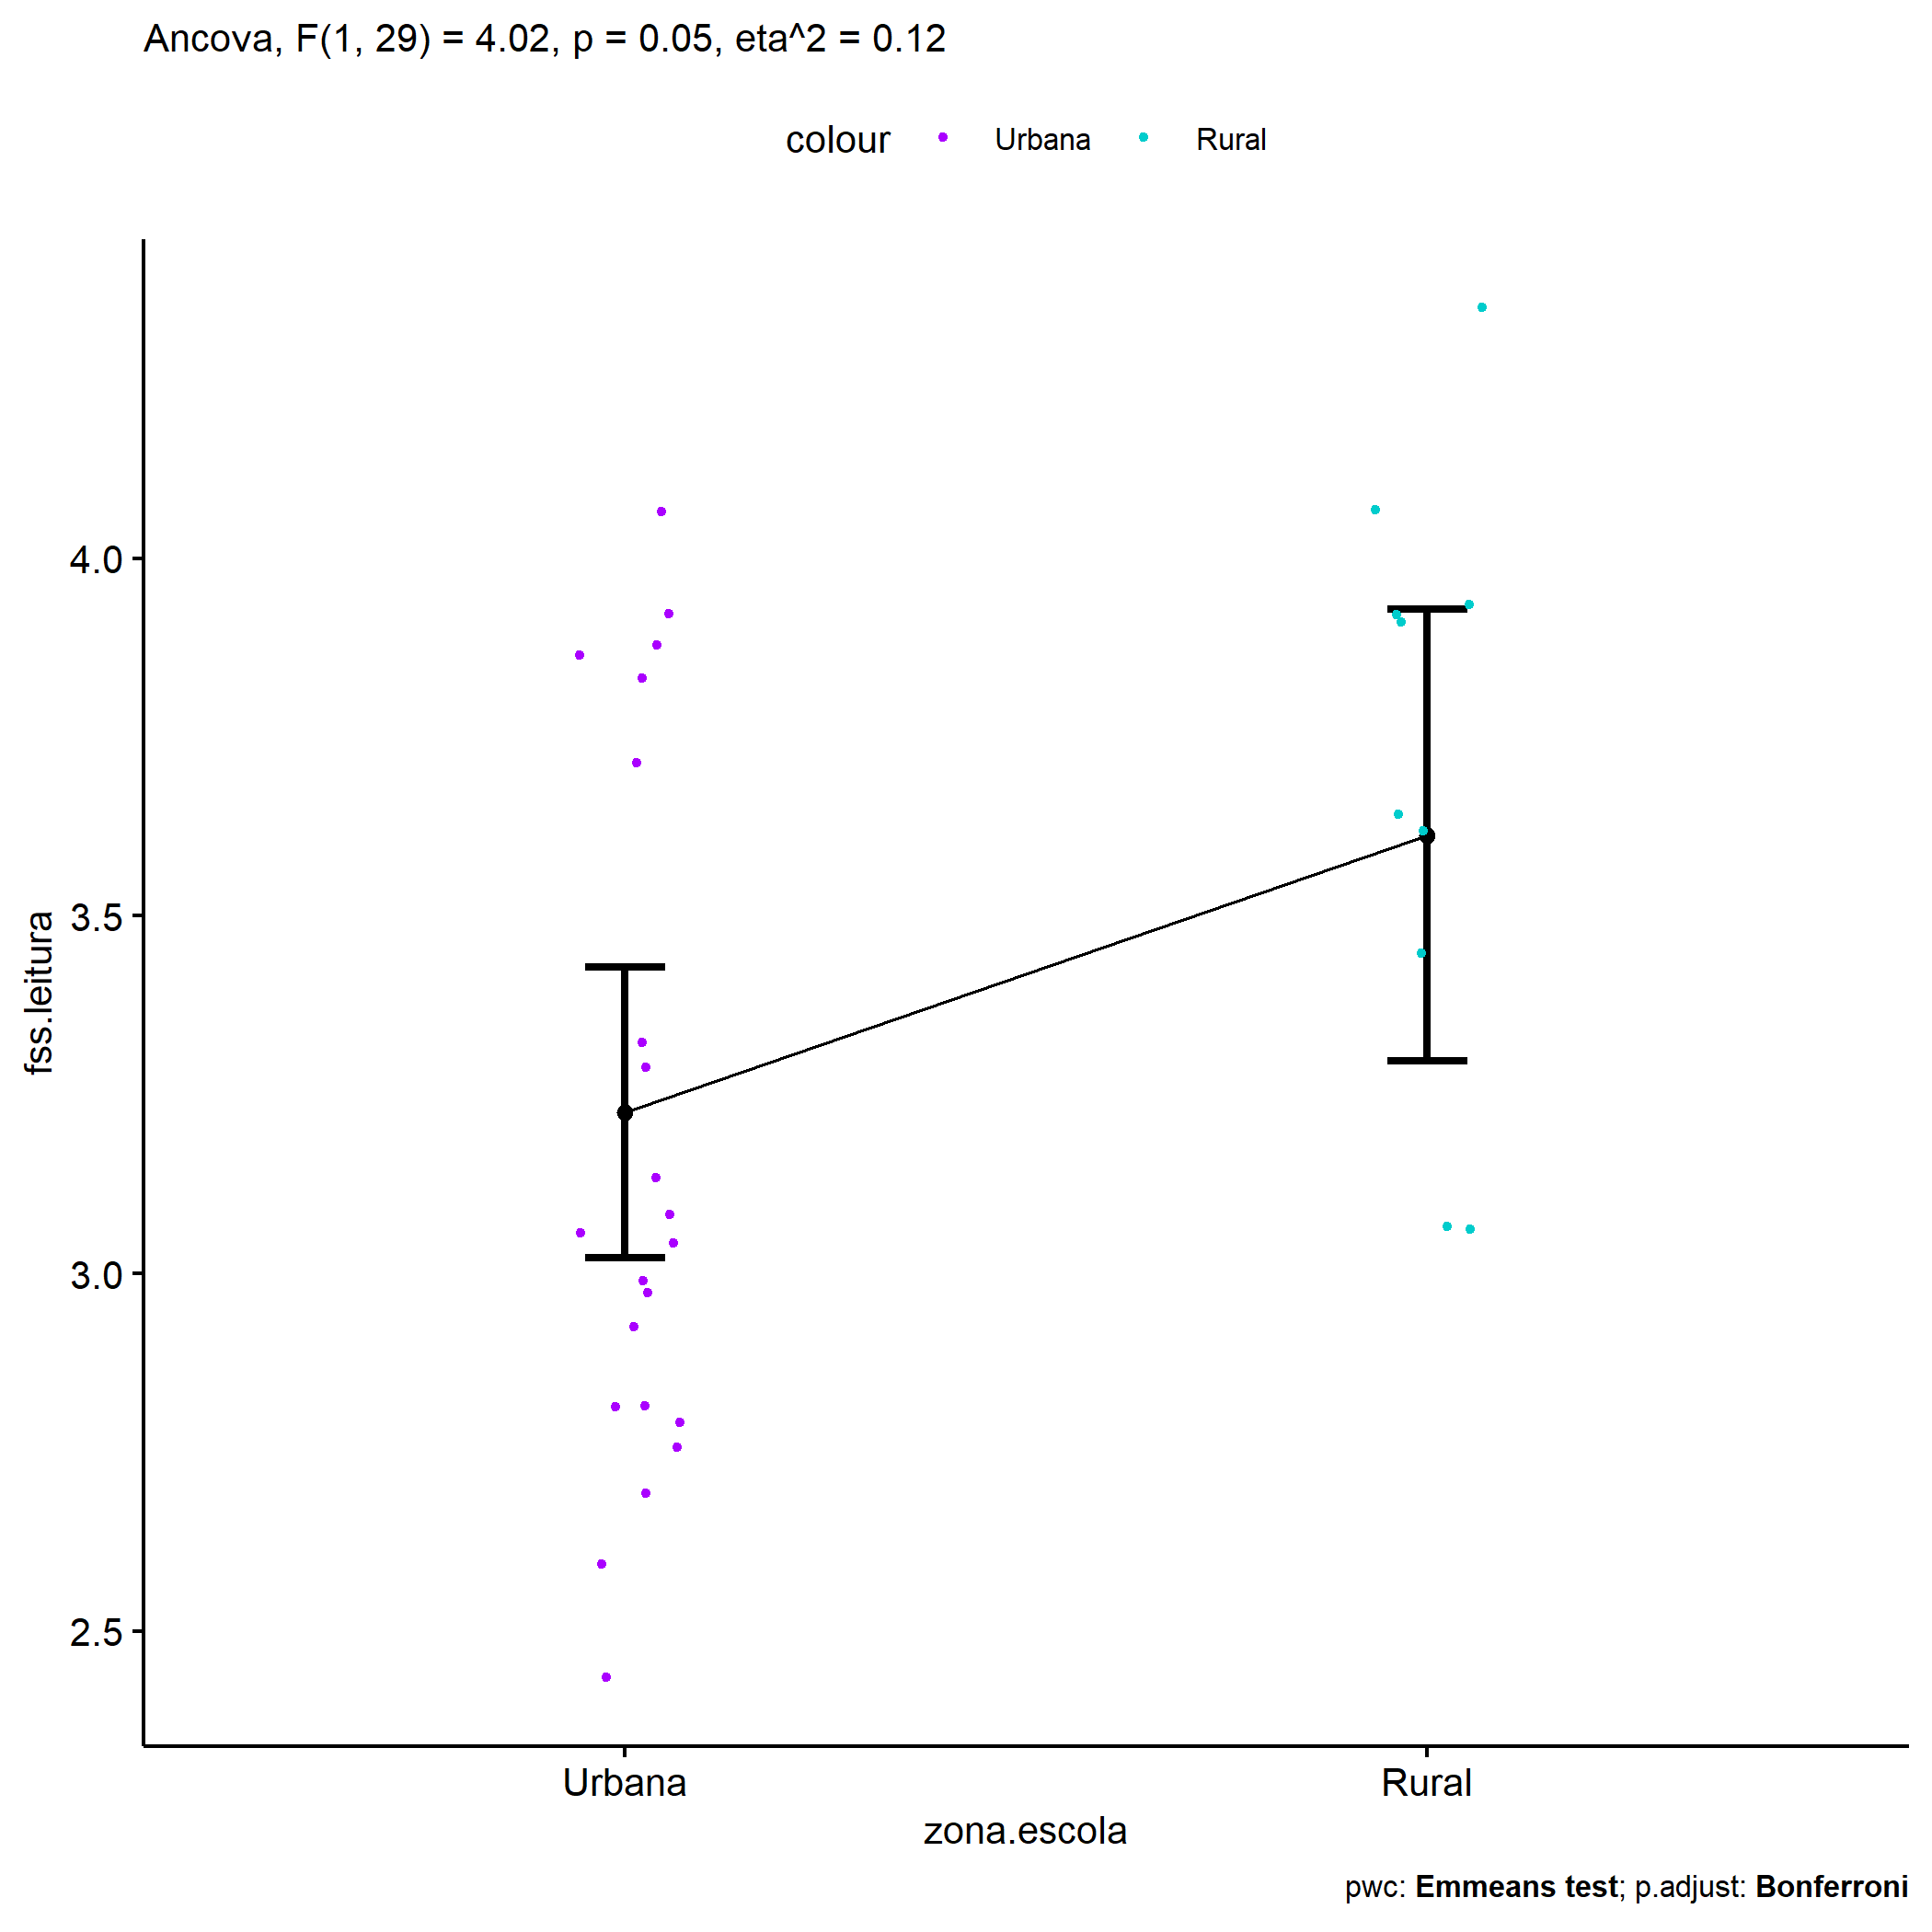 Ancova, F(1, 29) = 4.02, p = 0.05, eta^2 = 0.12
colour Urbana Rural
4.0
3.5
3.0
2.5
fss.leitura
Urbana Rural
zona.escola
pwc: Emmeans test; p.adjust: Bonferroni